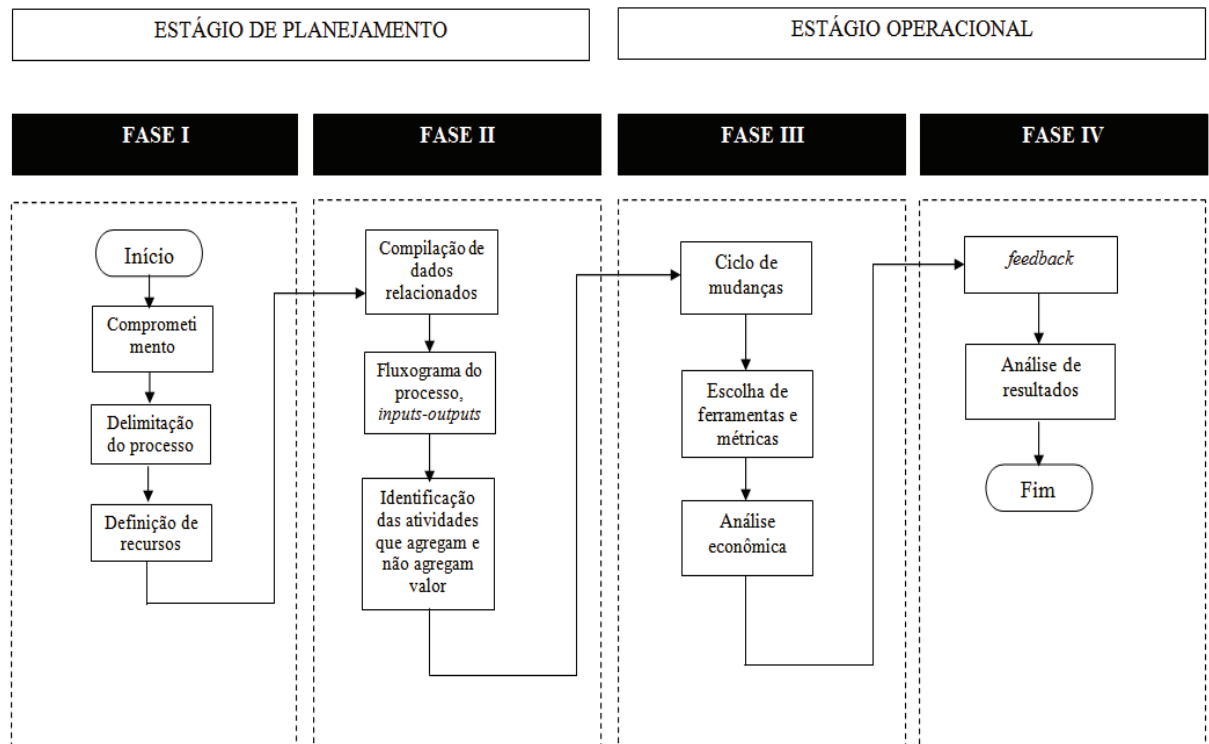 ESTÁGIO DE PLANEJAMENTO
ESTÁGIO OPERACIONAL
FASE I
FASE II
FASE III
FASE IV
Início
Comprometi
mento
Delimitação
do processo
Definição de
recursos
Compilação de
dados
relacionados
Fluxograma do
processo,
inputs-outputs
Identificação
das atividades
que agregam e
não agregam
valor
Ciclo de
mudanças
Escolha de
ferramentas e
métricas
Análise
econômica
feedback
Análise de
resultados
Fim